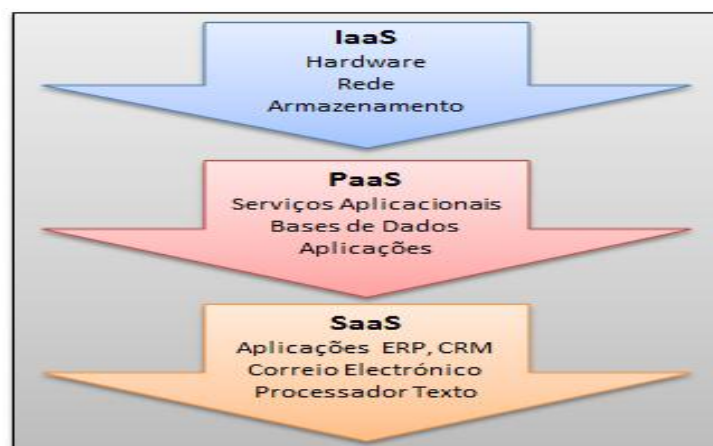 IaaS
Hardware
Rede
Armazenamento
PaaS
Serviços Aplicacionais
Bases de Dados
Aplicações
SaaS
Aplicações ERP, CRM
Correio Electrónico
Processador Texto